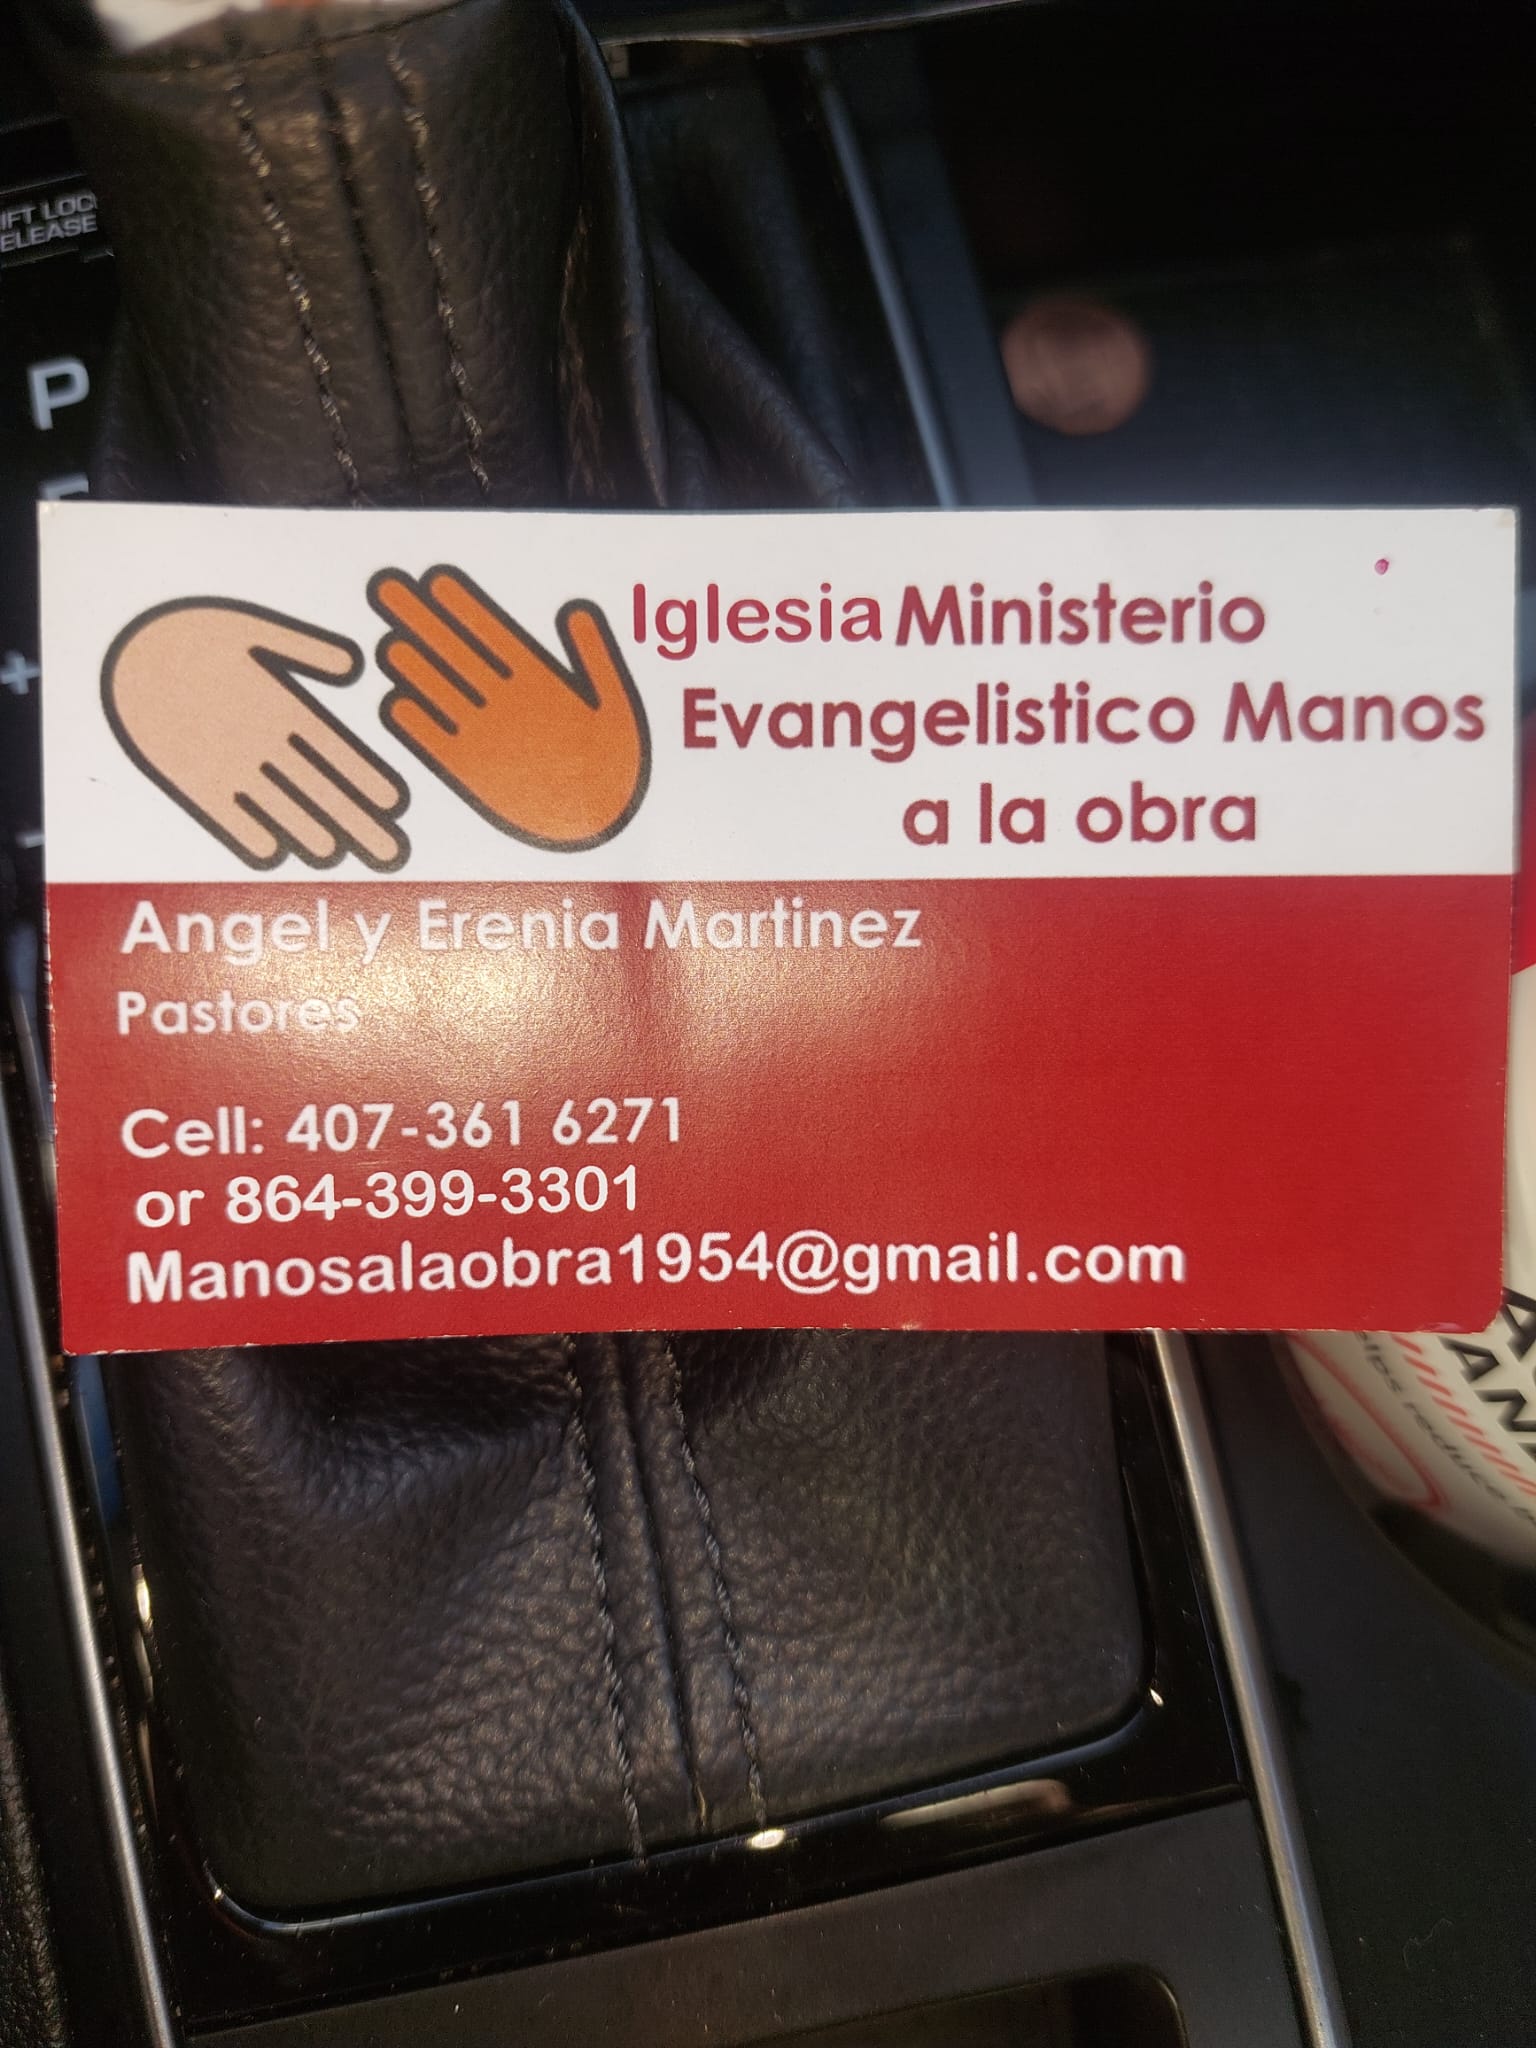 P
Iglesia Ministerio
Evangelistico Manos
a la obra
Angel y Erenia Martinez
Pastores
Cell: 407-361 6271
or 864-399-3301
Manosalaobra1954@gmail.com